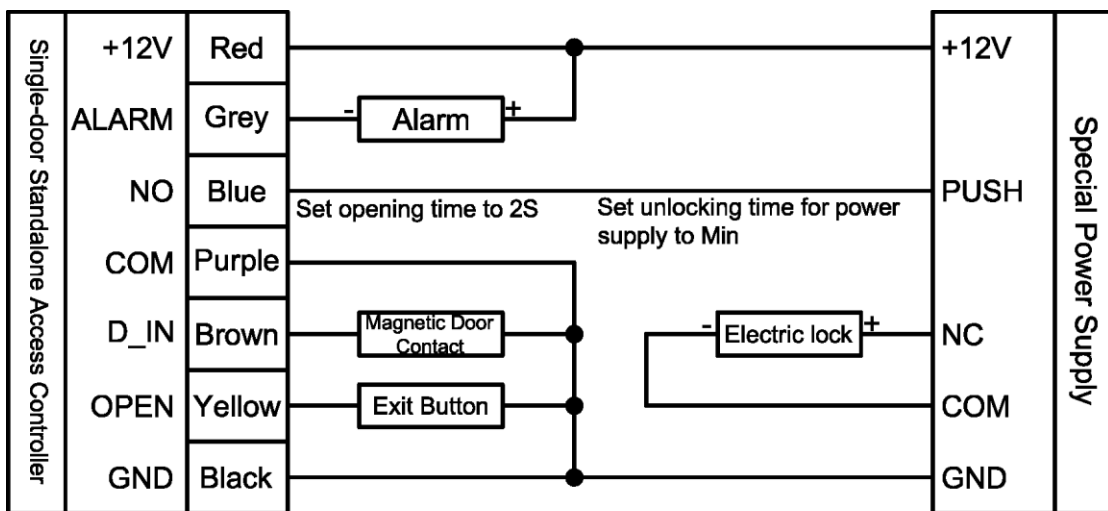 Single-door Standalone Access Controller
+12V Red
ALARM Grey
NO Blue
COM Purple
D_IN Brown
OPEN Yellow
GND Black
- Alarm +
Set opening time to 2S
Set unlocking time for power
supply to Min
Magnetic Door
Contact
Exit Button
- Electric lock +
+12V
PUSH
NC
COM
GND
Special Power Supply